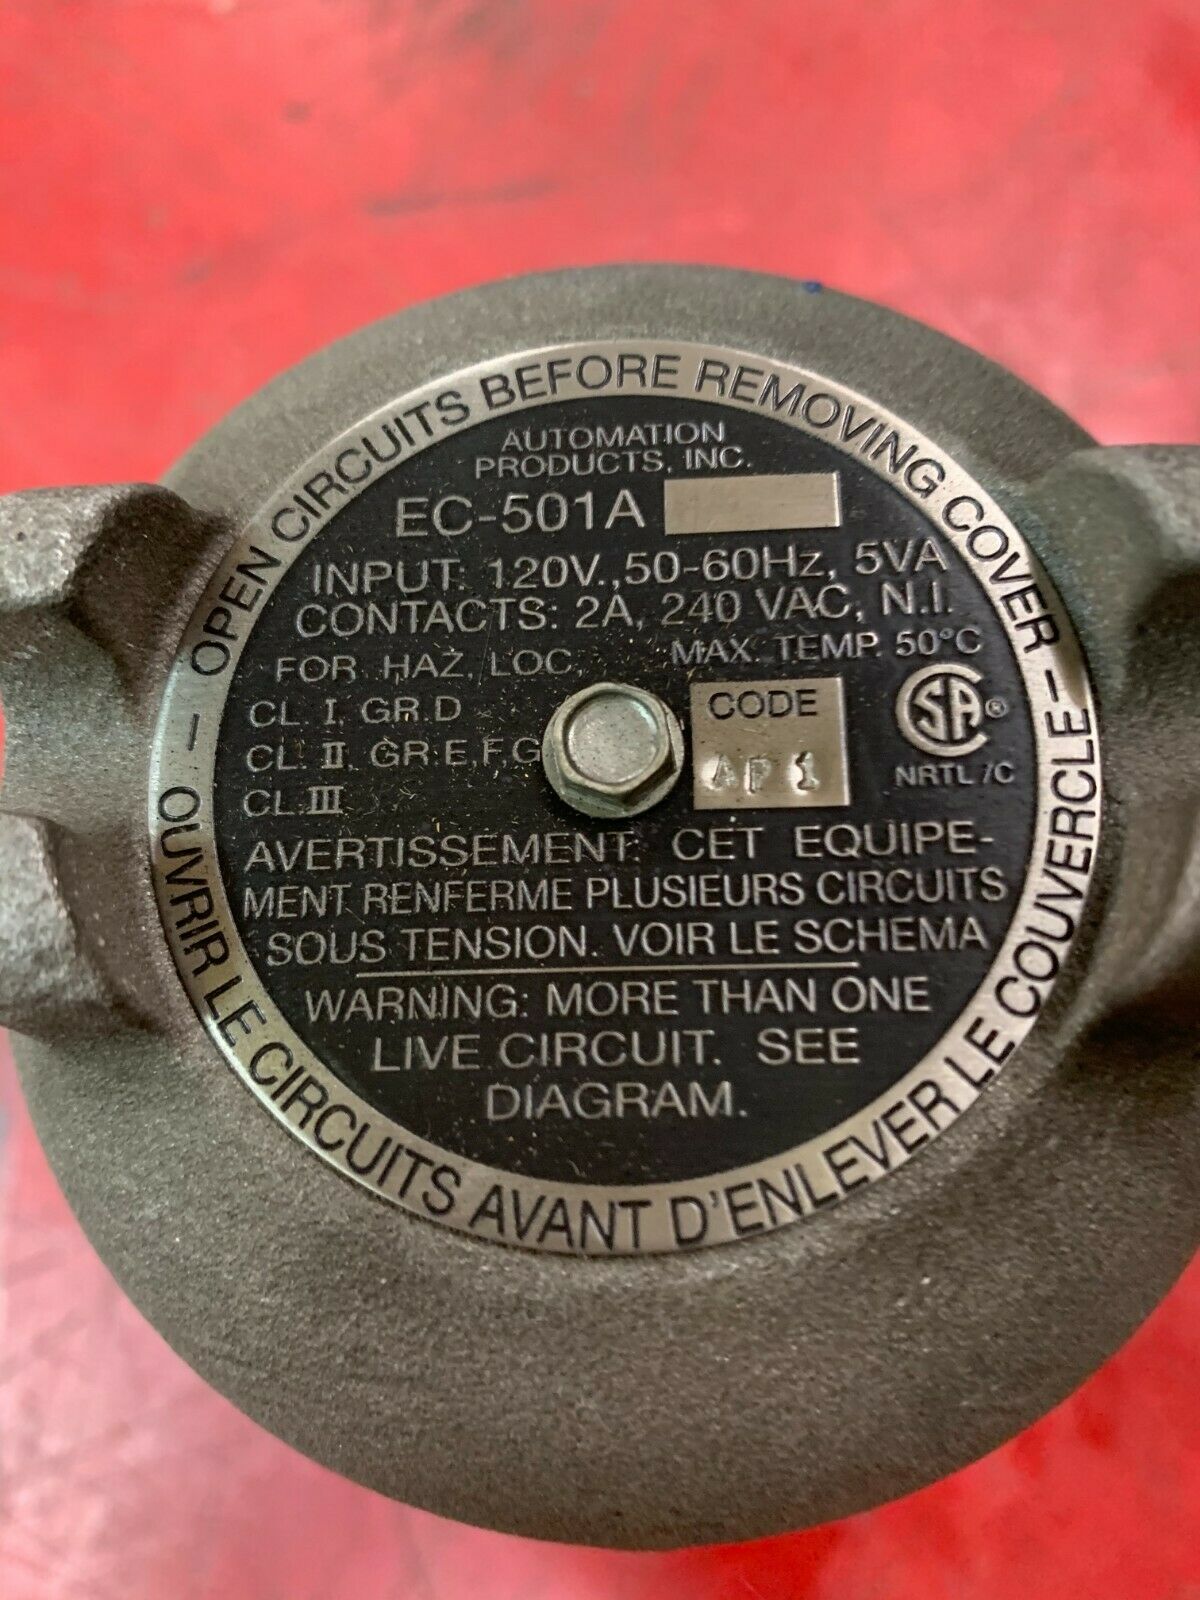 OPEN CIRCUITS BEFORE REMOVING COVER –
AUTOMATION
PRODUCTS, INC.
EC-501A
INPUT: 120V.,50-60Hz, 5VA
CONTACTS: 2A, 240 VAC, N.I.
FOR HAZ. LOC. MAX. TEMP. 50°C
CL. I, GR.D
CL. II, GR.E,F,G
CL.III
CODE
AP1
CSA®
NRTL/C
AVERTISSEMENT: CET EQUIPE-
MENT RENFERME PLUSIEURS CIRCUITS
SOUS TENSION. VOIR LE SCHEMA
WARNING: MORE THAN ONE
LIVE CIRCUIT. SEE
DIAGRAM.
– OUVRIR LE CIRCUITS AVANT D'ENLEVER LE COUVERCLE